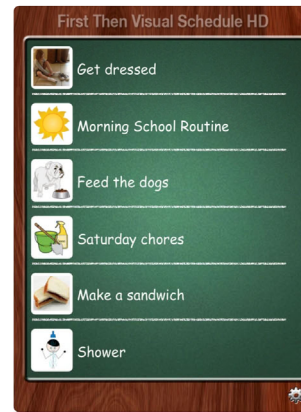 First Then Visual Schedule HD
Get dressed
Morning School Routine
Feed the dogs
Saturday chores
Make a sandwich
Shower